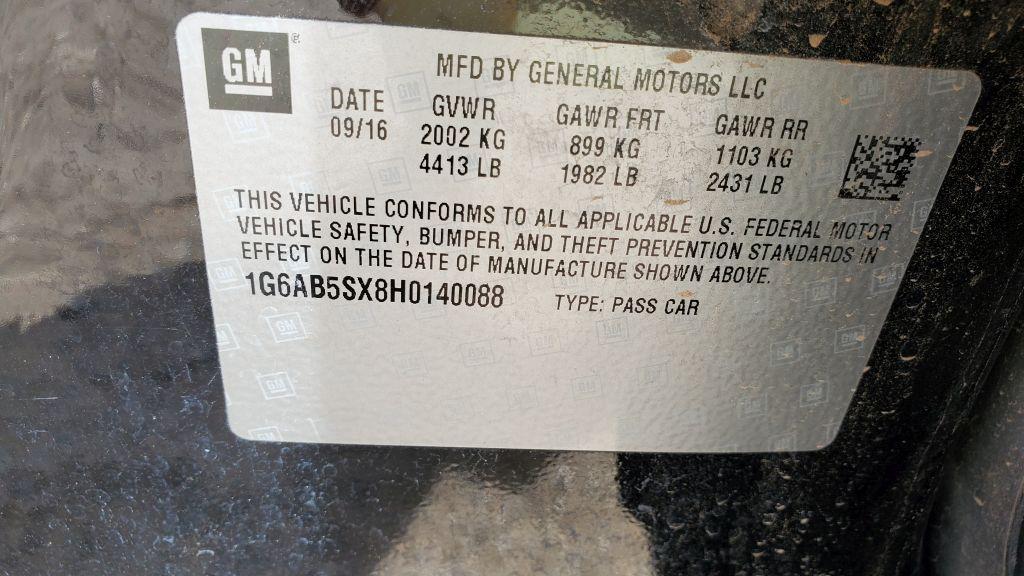 GM
MFD BY GENERAL MOTORS LLC
DATE GVWR GAWR FRT GAWR RR
09/16 2002 KG 899 KG 1103 KG
4413 LB 1982 LB 2431 LB
THIS VEHICLE CONFORMS TO ALL APPLICABLE U.S. FEDERAL MOTOR
VEHICLE SAFETY, BUMPER, AND THEFT PREVENTION STANDARDS IN
EFFECT ON THE DATE OF MANUFACTURE SHOWN ABOVE.
1G6AB5SX8H0140088 TYPE: PASS CAR